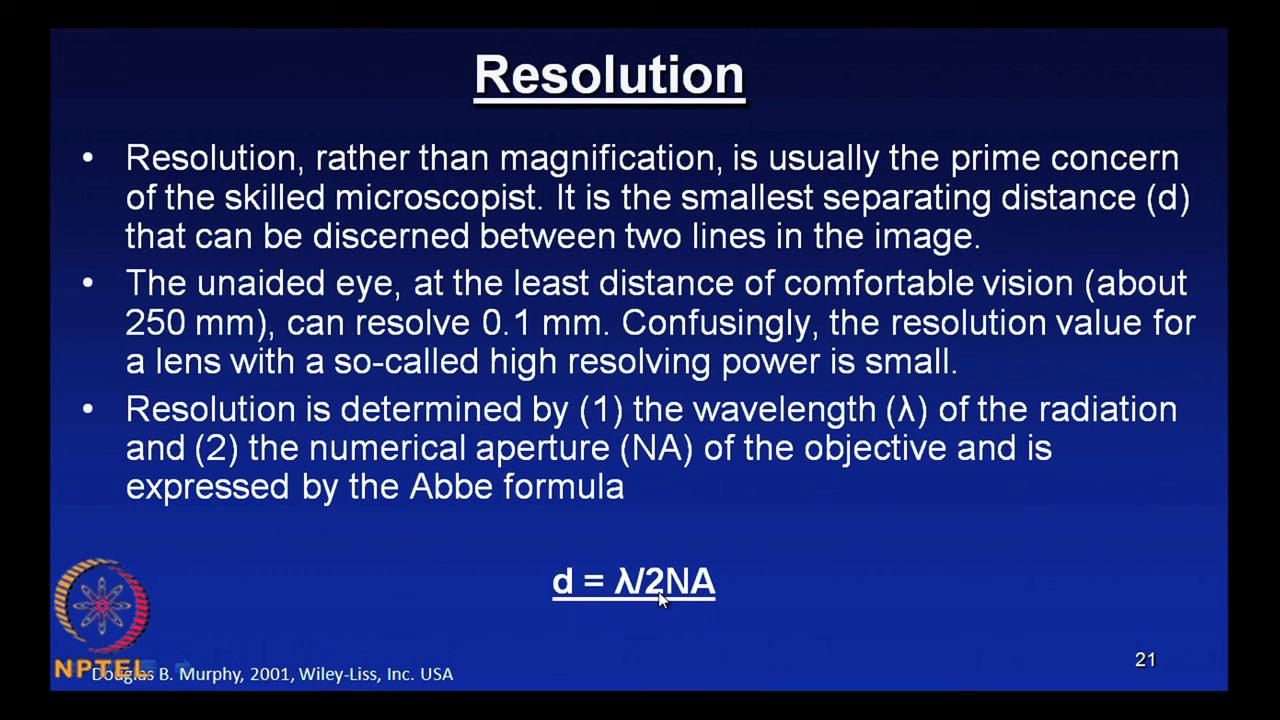 Resolution
• Resolution, rather than magnification, is usually the prime concern
of the skilled microscopist. It is the smallest separating distance (d)
that can be discerned between two lines in the image.
• The unaided eye, at the least distance of comfortable vision (about
250 mm), can resolve 0.1 mm. Confusingly, the resolution value for
a lens with a so-called high resolving power is small.
• Resolution is determined by (1) the wavelength (λ) of the radiation
and (2) the numerical aperture (NA) of the objective and is
expressed by the Abbe formula
d = λ/2NA
21
NPTEL
Douglas B. Murphy, 2001, Wiley-Liss, Inc. USA